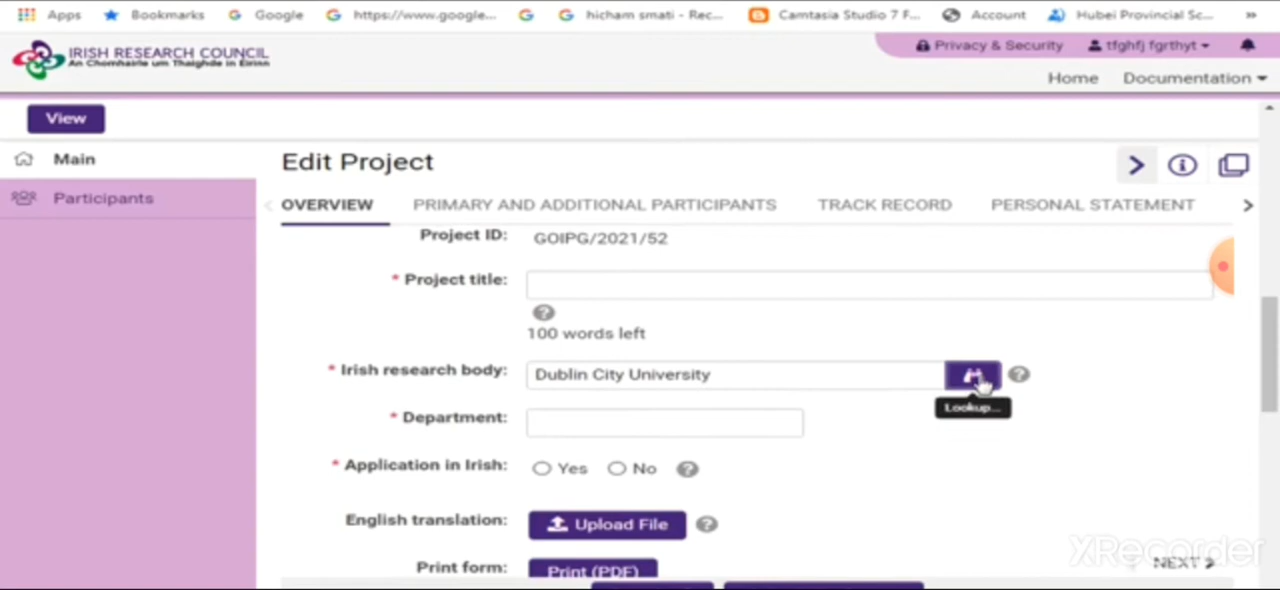 Apps Bookmarks Google https://www.google... hicham smati - Rec... Camtasia Studio 7 F... Account Hubei Provincial Sc... »
IRISH RESEARCH COUNCIL
An Chomhairle um Thaighde in Éirinn
Privacy & Security tfghfj fgrthyt
Home Documentation
View
Main
Participants
Edit Project
OVERVIEW PRIMARY AND ADDITIONAL PARTICIPANTS TRACK RECORD PERSONAL STATEMENT
Project ID: GOIPG/2021/52
* Project title:
100 words left
* Irish research body: Dublin City University
Lookup...
* Department:
* Application in Irish: Yes No
English translation: Upload File
Print form: Print (PDF)
XRecorder
NEXT